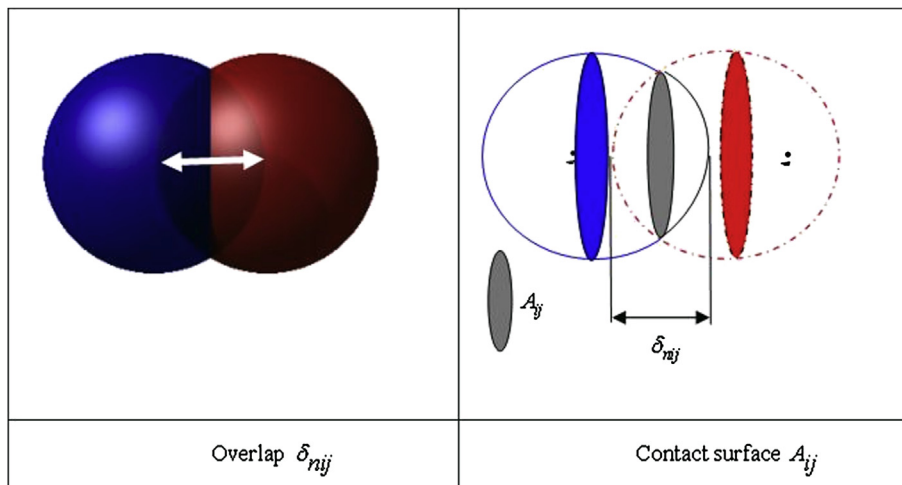 A_ij
δ_nij
Overlap δ_nij
Contact surface A_ij